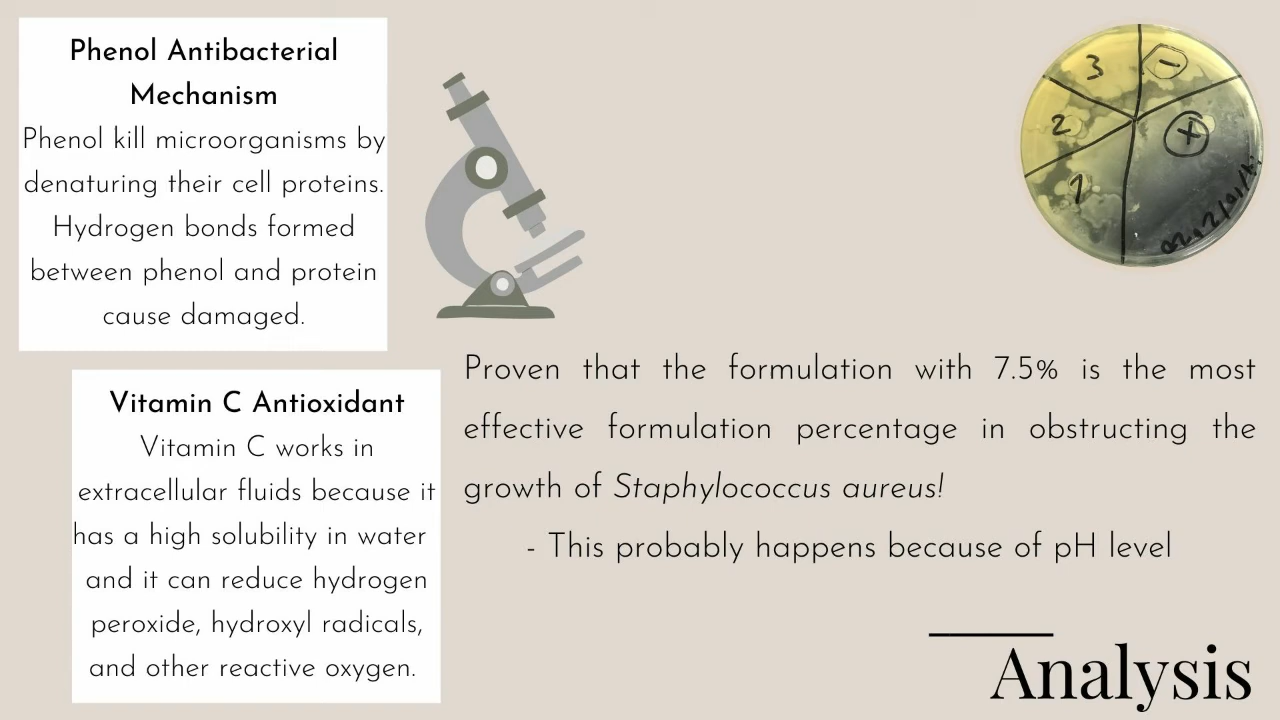 Phenol Antibacterial
Mechanism
Phenol kill microorganisms by
denaturing their cell proteins.
Hydrogen bonds formed
between phenol and protein
cause damaged.
Vitamin C Antioxidant
Vitamin C works in
extracellular fluids because it
has a high solubility in water
and it can reduce hydrogen
peroxide, hydroxyl radicals,
and other reactive oxygen.
3 -
2 +
1
Proven that the formulation with 7.5% is the most
effective formulation percentage in obstructing the
growth of Staphylococcus aureus!
- This probably happens because of pH level
Analysis